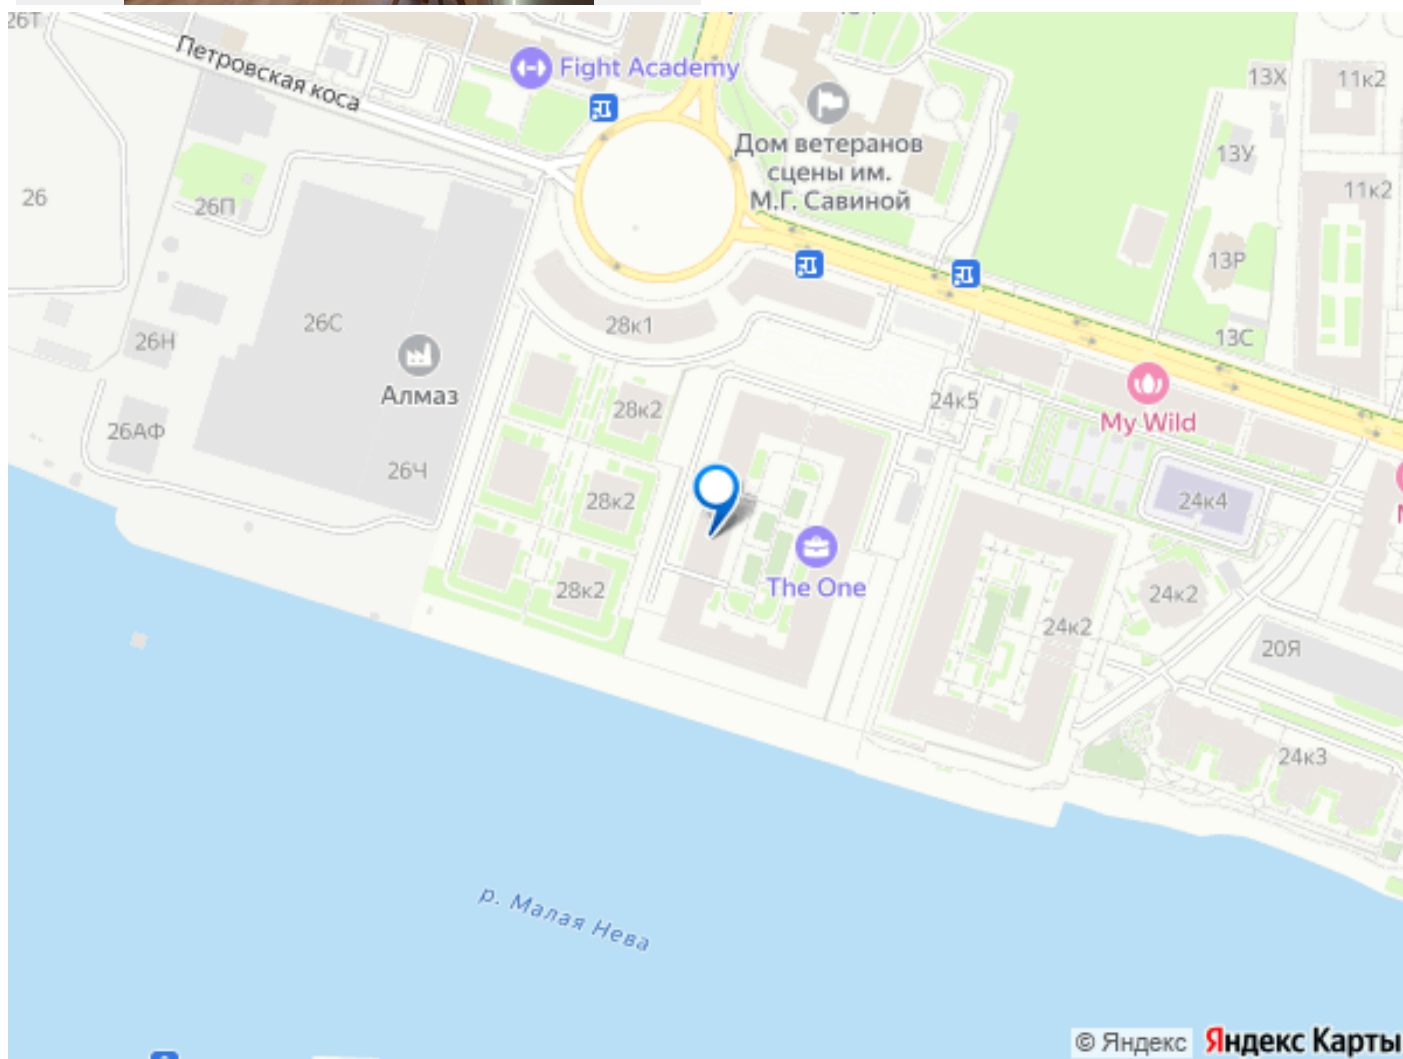 26Т
Петровская коса
Fight Academy
Дом ветеранов
сцены им.
М.Г. Савиной
13Х
11к2
13У
11к2
26
26П
13Р
26С
28к1
13С
26Н
Алмаз
28к2
24к5
My Wild
26АФ
26Ч
28к2
24к4
The One
28к2
24к2
24к2
20Я
24к3
р. Малая Нева
© Яндекс Яндекс Карты